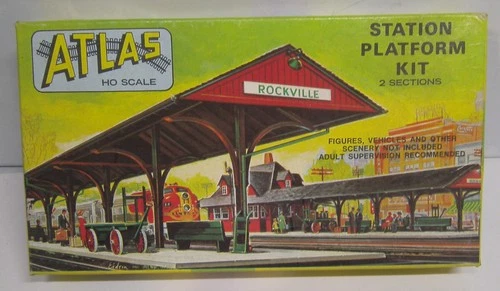 ATLAS
HO SCALE
STATION
PLATFORM
KIT
2 SECTIONS
ROCKVILLE
FIGURES, VEHICLES AND OTHER
SCENERY NOT INCLUDED
ADULT SUPERVISION RECOMMENDED